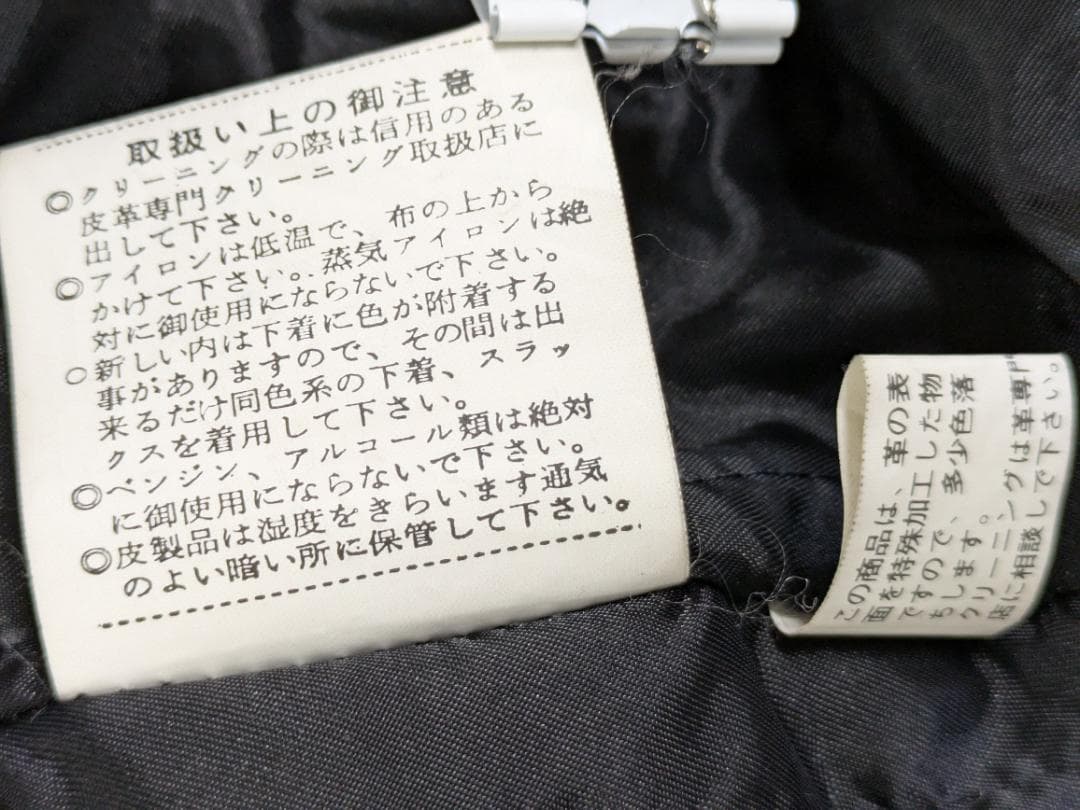 取扱い上の御注意
◎クリーニングの際は信用のある
皮革専門クリーニング取扱店に
出して下さい。
◎アイロンは低温で、布の上から
かけて下さい。蒸気アイロンは絶
対に御使用にならないで下さい。
○新しい内は下着に色が附着する
事がありますので、その間は出
来るだけ同色系の下着、スラッ
クスを着用して下さい。
◎ベンジン、アルコール類は絶対
に御使用にならないで下さい。
◎皮製品は湿度をきらいます通気
のよい暗い所に保管して下さい。
この商品は、革の表
面を特殊加工した物
ですので、多少色落
ちします。
クリーニングは革専門
店に相談して下さい。